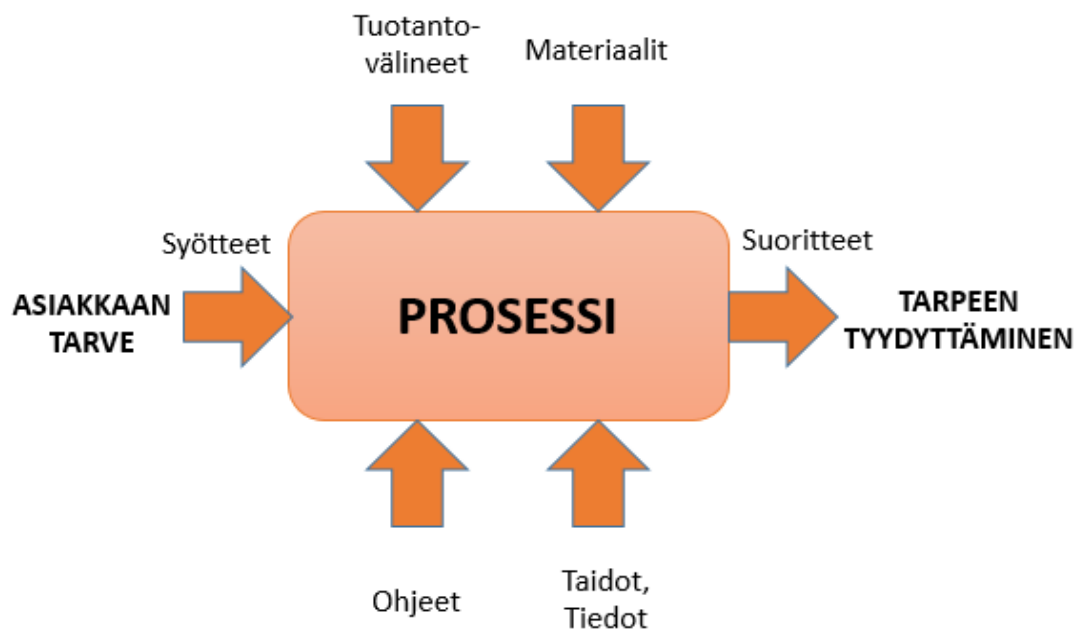 Tuotanto-
välineet
Materiaalit
Syötteet
Suoritteet
ASIAKKAAN
TARVE
PROSESSI
TARPEEN
TYYDYTTÄMINEN
Ohjeet
Taidot,
Tiedot